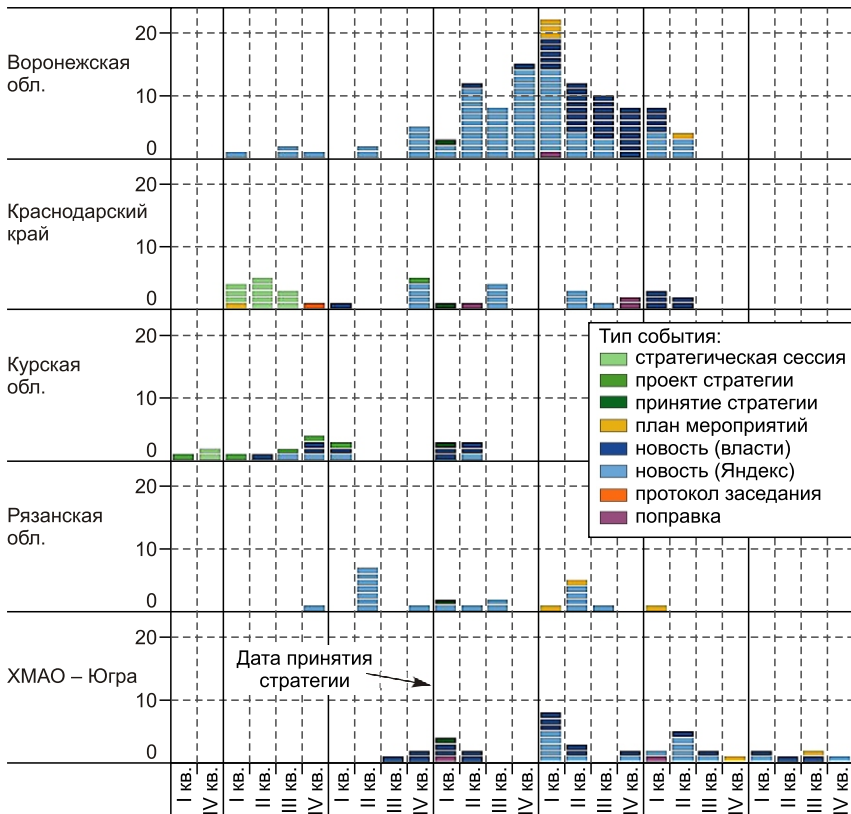 Воронежская
обл.
20
10
0
Краснодарский
край
20
10
0
Курская
обл.
20
10
0
Тип события:
стратегическая сессия
проект стратегии
принятие стратегии
план мероприятий
новость (власти)
новость (Яндекс)
протокол заседания
поправка
Рязанская
обл.
20
10
0
ХМАО – Югра
20
10
0
Дата принятия
стратегии
I кв.
IV кв.
I кв.
II кв.
III кв.
IV кв.
I кв.
II кв.
III кв.
IV кв.
I кв.
II кв.
III кв.
IV кв.
I кв.
II кв.
III кв.
IV кв.
I кв.
II кв.
III кв.
IV кв.
I кв.
II кв.
III кв.
IV кв.